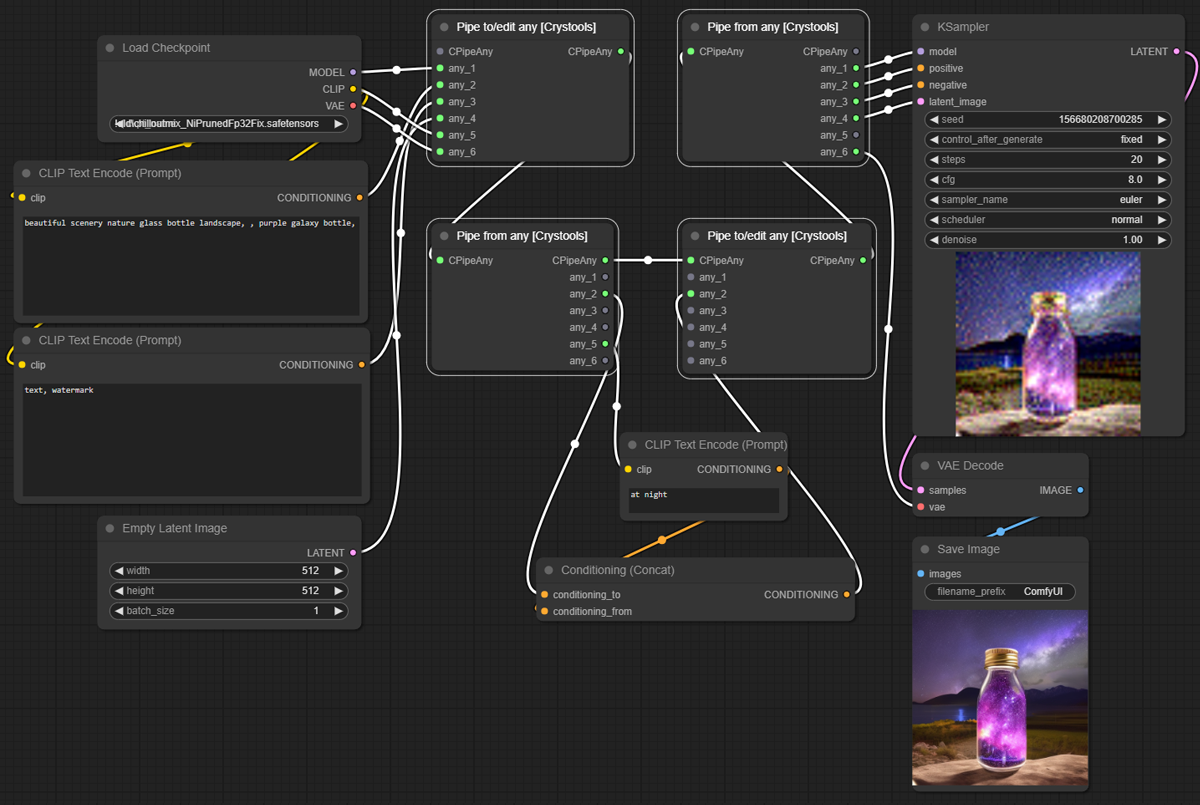 Load Checkpoint
MODEL
CLIP
VAE
chilloutmix_NiPrunedFp32Fix.safetensors
CLIP Text Encode (Prompt)
clip
CONDITIONING
beautiful scenery nature glass bottle landscape, , purple galaxy bottle,
CLIP Text Encode (Prompt)
clip
CONDITIONING
text, watermark
Empty Latent Image
LATENT
width 512
height 512
batch_size 1
Pipe to/edit any [Crystools]
CPipeAny CPipeAny
any_1
any_2
any_3
any_4
any_5
any_6
Pipe from any [Crystools]
CPipeAny CPipeAny
any_1
any_2
any_3
any_4
any_5
any_6
Pipe from any [Crystools]
CPipeAny CPipeAny
any_1
any_2
any_3
any_4
any_5
any_6
Pipe to/edit any [Crystools]
CPipeAny CPipeAny
any_1
any_2
any_3
any_4
any_5
any_6
CLIP Text Encode (Prompt)
clip CONDITIONING
at night
Conditioning (Concat)
conditioning_to CONDITIONING
conditioning_from
KSampler
model LATENT
positive
negative
latent_image
seed 156680208700285
control_after_generate fixed
steps 20
cfg 8.0
sampler_name euler
scheduler normal
denoise 1.00
VAE Decode
samples IMAGE
vae
Save Image
images
filename_prefix ComfyUI